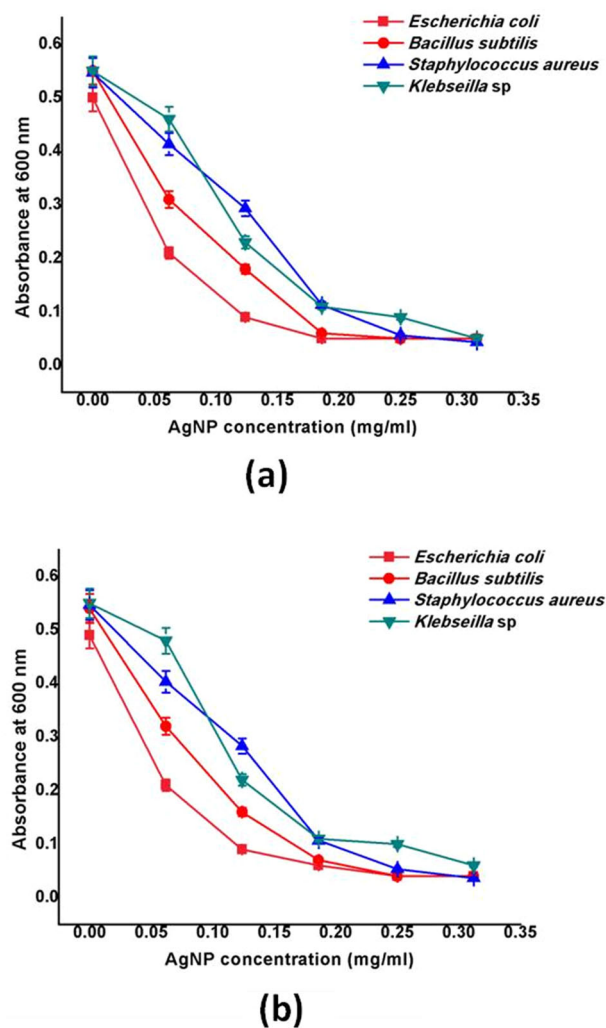 Escherichia coli
Bacillus subtilis
Staphylococcus aureus
Klebseilla sp
Absorbance at 600 nm
0.6
0.5
0.4
0.3
0.2
0.1
0.0
0.00 0.05 0.10 0.15 0.20 0.25 0.30 0.35
AgNP concentration (mg/ml)
(a)
Escherichia coli
Bacillus subtilis
Staphylococcus aureus
Klebseilla sp
Absorbance at 600 nm
0.6
0.5
0.4
0.3
0.2
0.1
0.0
0.00 0.05 0.10 0.15 0.20 0.25 0.30 0.35
AgNP concentration (mg/ml)
(b)